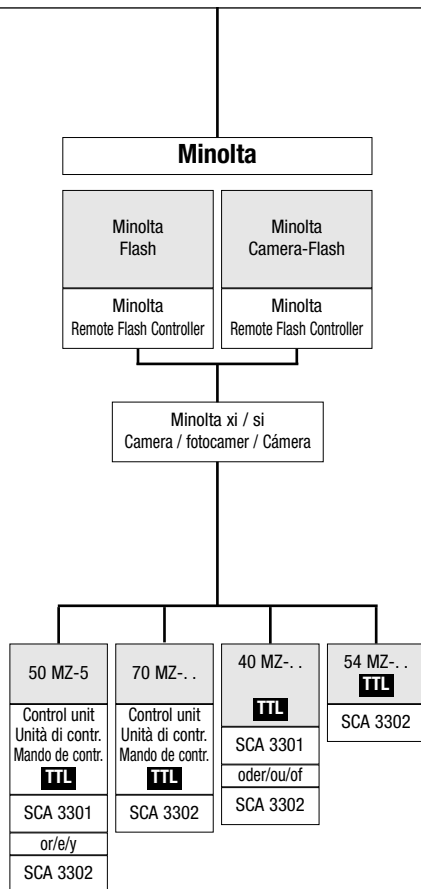 Minolta
Minolta
Flash
Minolta
Remote Flash Controller
Minolta
Camera-Flash
Minolta
Remote Flash Controller
Minolta xi / si
Camera / fotocamer / Cámera
50 MZ-5
Control unit
Unità di contr.
Mando de contr.
TTL
SCA 3301
or/e/y
SCA 3302
70 MZ-. .
Control unit
Unità di contr.
Mando de contr.
TTL
SCA 3302
40 MZ-. .
TTL
SCA 3301
oder/ou/of
SCA 3302
54 MZ-. .
TTL
SCA 3302